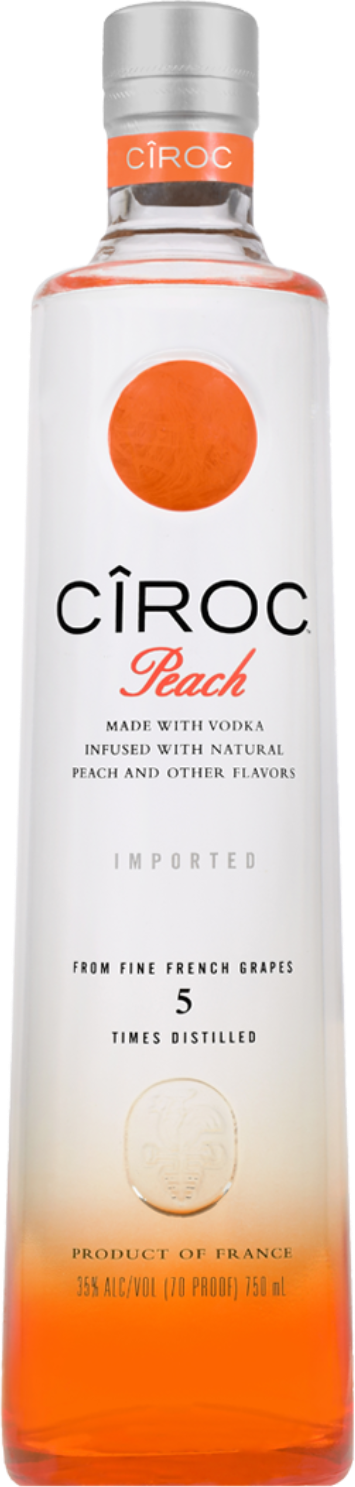 CÎROC
CÎROC™
Peach
MADE WITH VODKA
INFUSED WITH NATURAL
PEACH AND OTHER FLAVORS
IMPORTED
FROM FINE FRENCH GRAPES
5
TIMES DISTILLED
PRODUCT OF FRANCE
35% ALC/VOL (70 PROOF) 750 mL